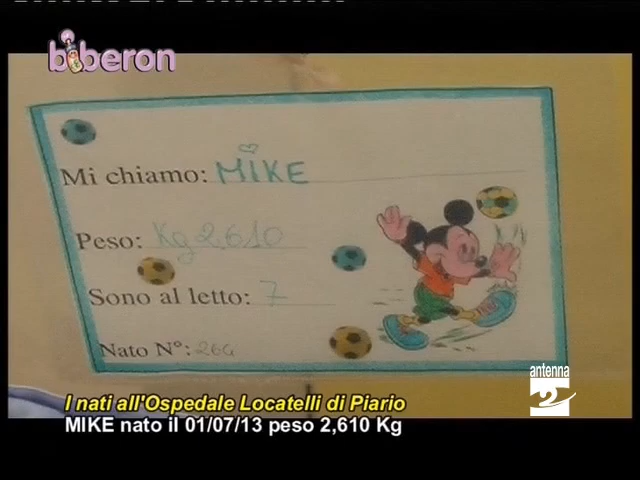 biberon
Mi chiamo: MIKE
Peso: Kg 2,610
Sono al letto: 7
Nato N°:
I nati all'Ospedale Locatelli di Piario
MIKE nato il 01/07/13 peso 2,610 Kg
antenna
2